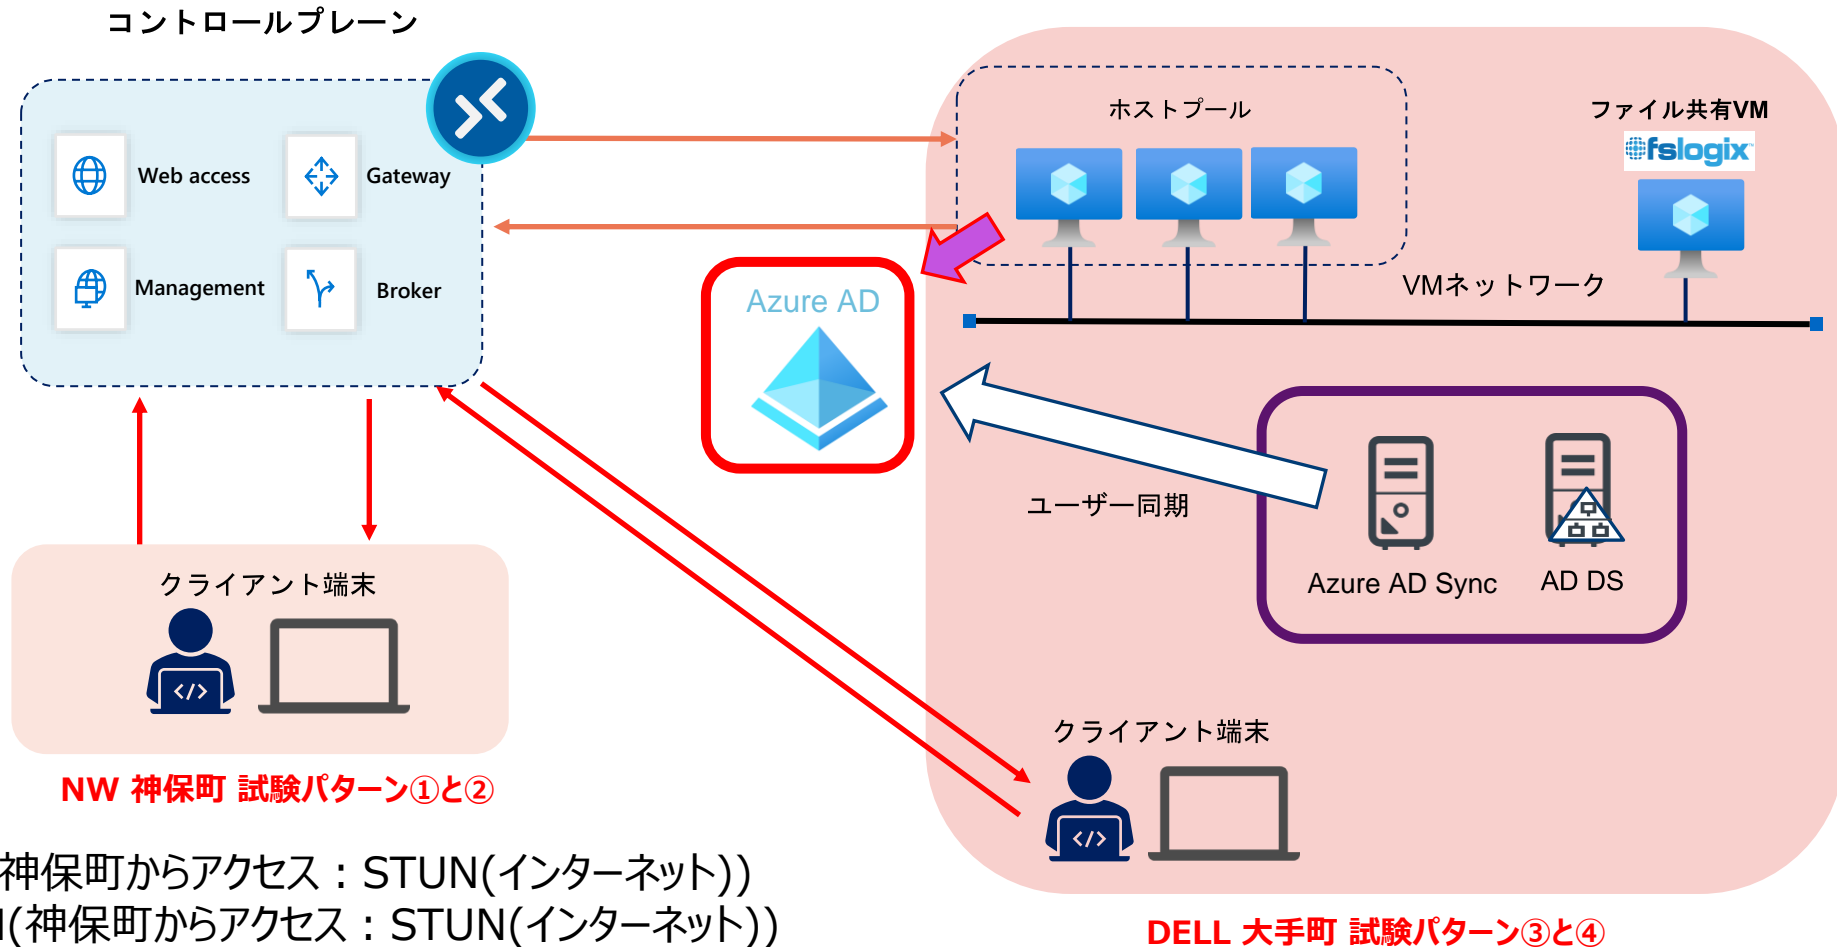 コントロールプレーン
Web access
Gateway
Management
Broker
ホストプール
ファイル共有VM
fslogix
VMネットワーク
Azure AD
ユーザー同期
Azure AD Sync
AD DS
クライアント端末
</>
NW 神保町 試験パターン①と②
クライアント端末
</>
神保町からアクセス：STUN(インターネット))
(神保町からアクセス：STUN(インターネット))
DELL 大手町 試験パターン③と④